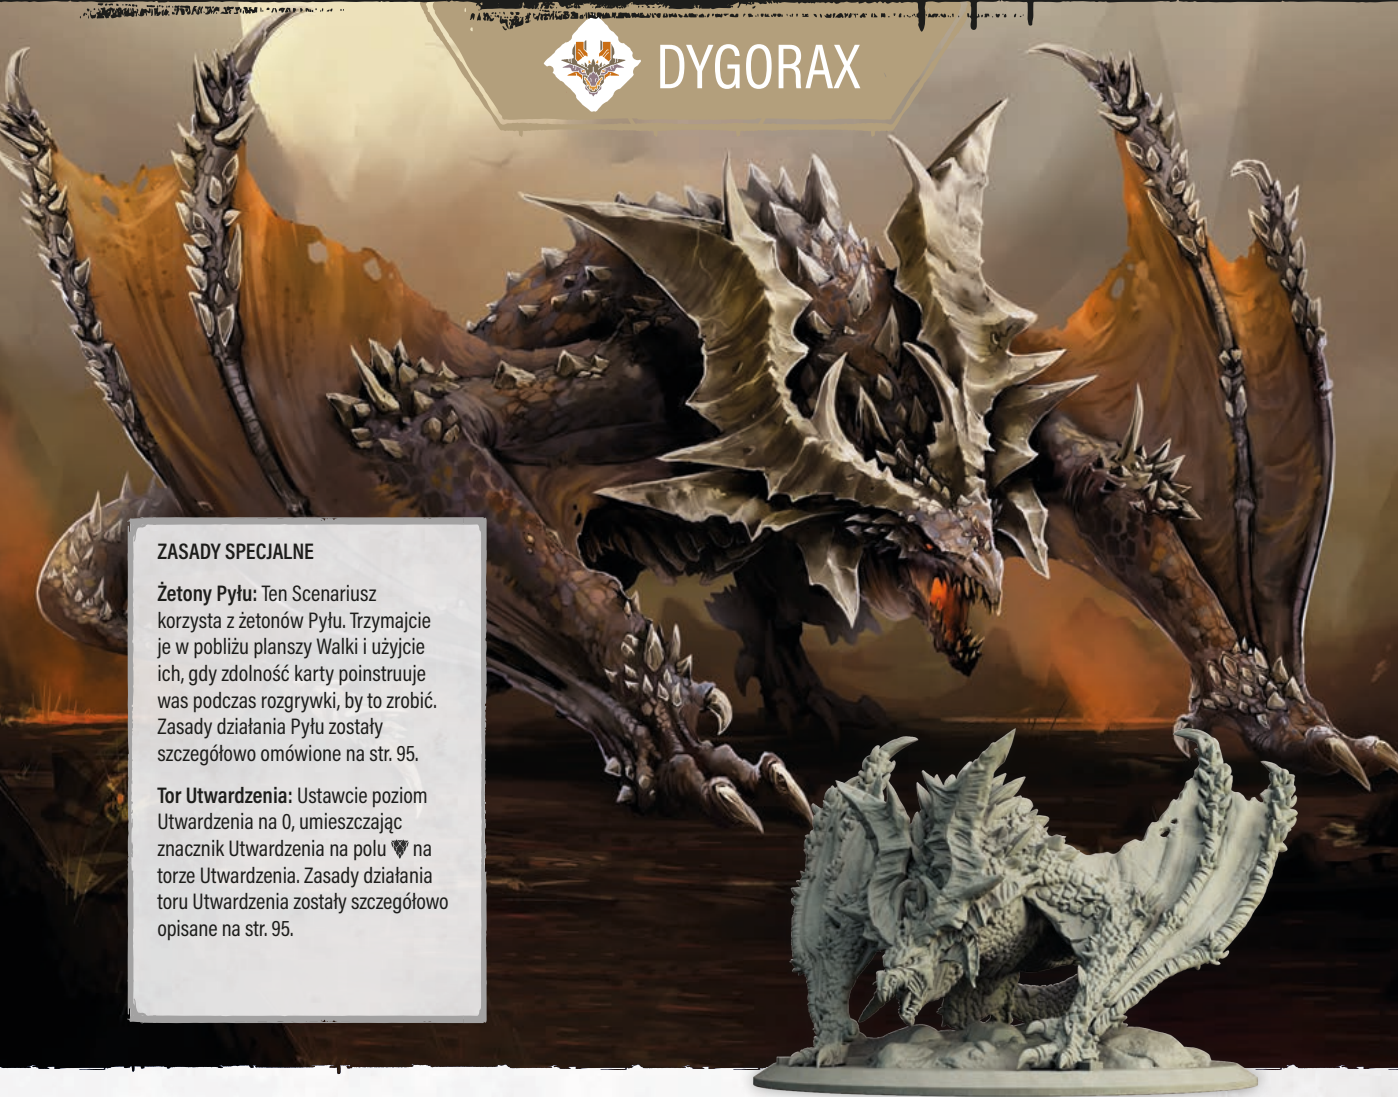 DYGORAX
ZASADY SPECJALNE
Żetony Pyłu: Ten Scenariusz
korzysta z żetonów Pyłu. Trzymajcie
je w pobliżu planszy Walki i użyjcie
ich, gdy zdolność karty poinstruuje
was podczas rozgrywki, by to zrobić.
Zasady działania Pyłu zostały
szczegółowo omówione na str. 95.
Tor Utwardzenia: Ustawcie poziom
Utwardzenia na 0, umieszczając
znacznik Utwardzenia na polu na
torze Utwardzenia. Zasady działania
toru Utwardzenia zostały szczegółowo
opisane na str. 95.